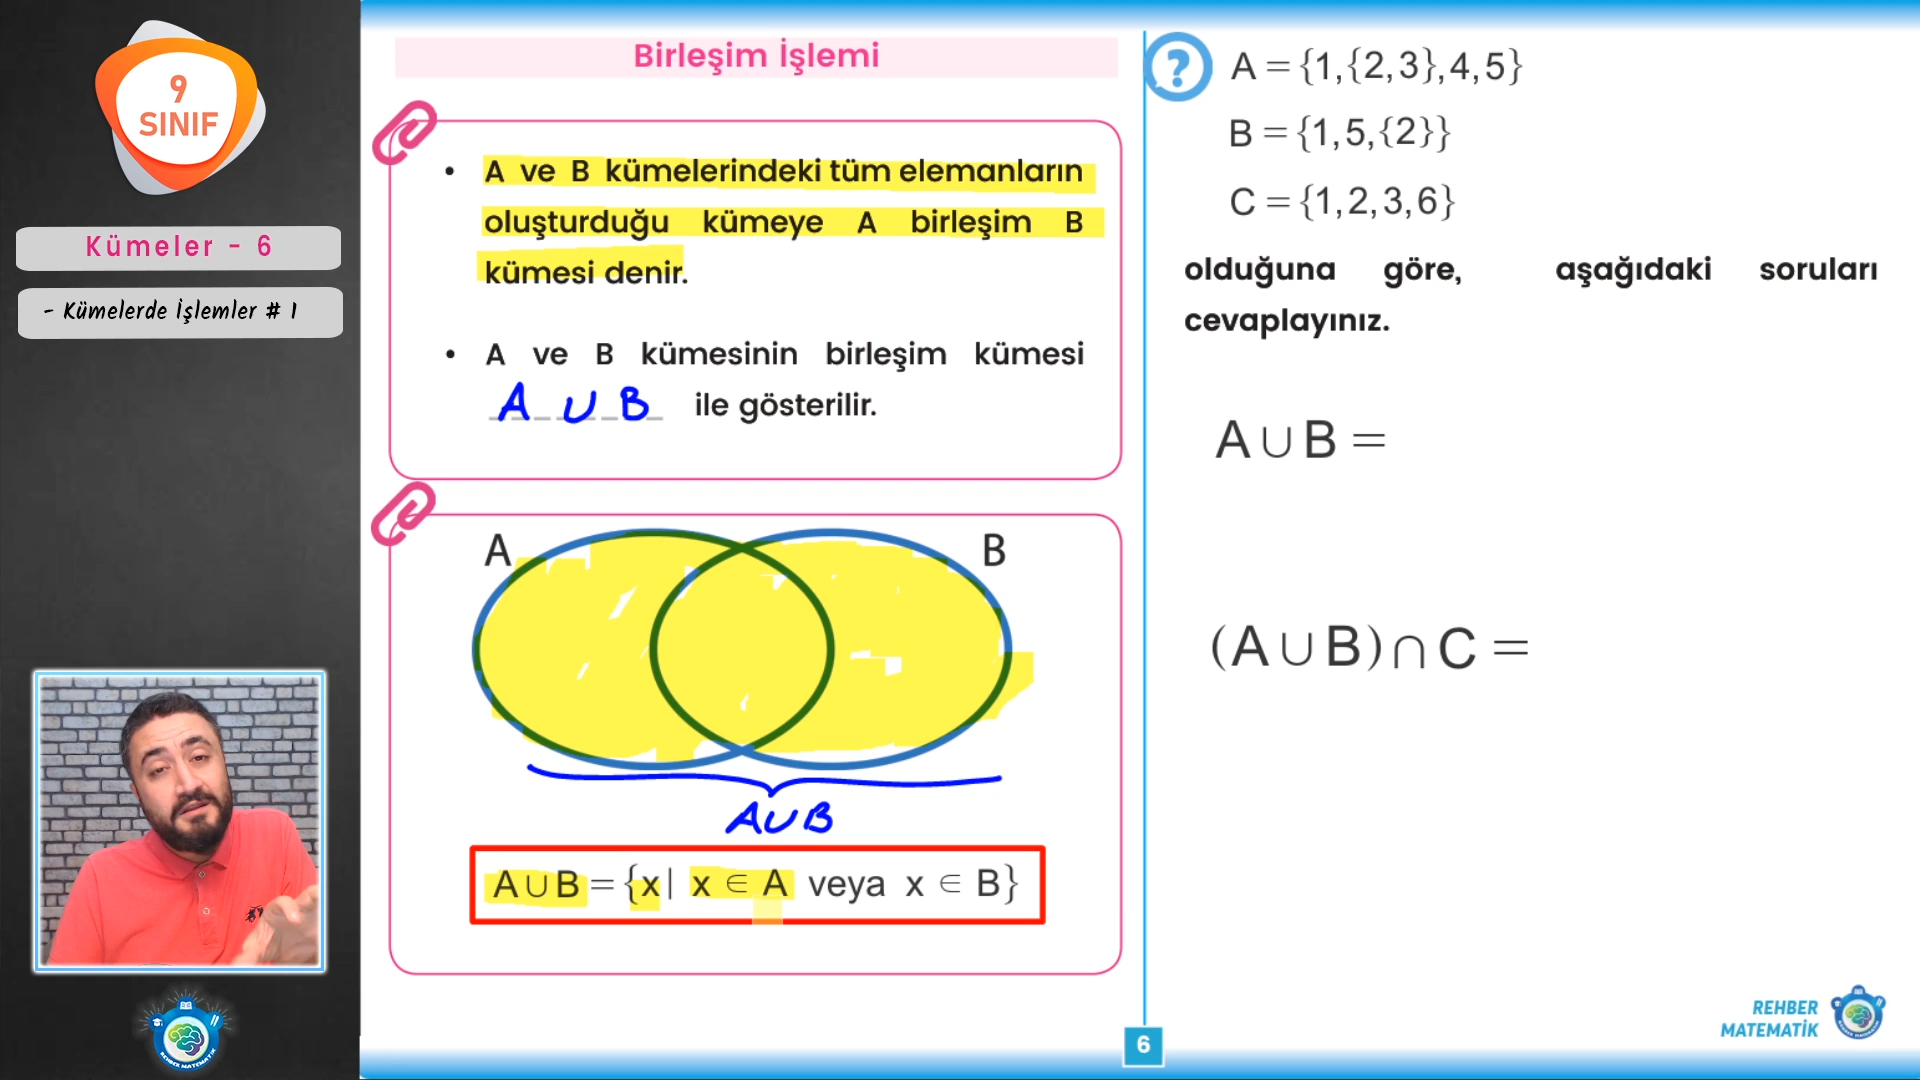 9
SINIF
Kümeler - 6
- Kümelerde İşlemler # 1
Birleşim İşlemi
• A ve B kümelerindeki tüm elemanların
oluşturduğu kümeye A birleşim B
kümesi denir.
• A ve B kümesinin birleşim kümesi
A ∪ B ile gösterilir.
A B
A∪B
A∪B = {x| x ∈ A veya x ∈ B}
?
A = {1,{2,3},4,5}
B = {1,5,{2}}
C = {1,2,3,6}
olduğuna göre, aşağıdaki soruları
cevaplayınız.
A∪B =
(A∪B)∩C =
6
REHBER
MATEMATİK
REHBER MATEMATİK